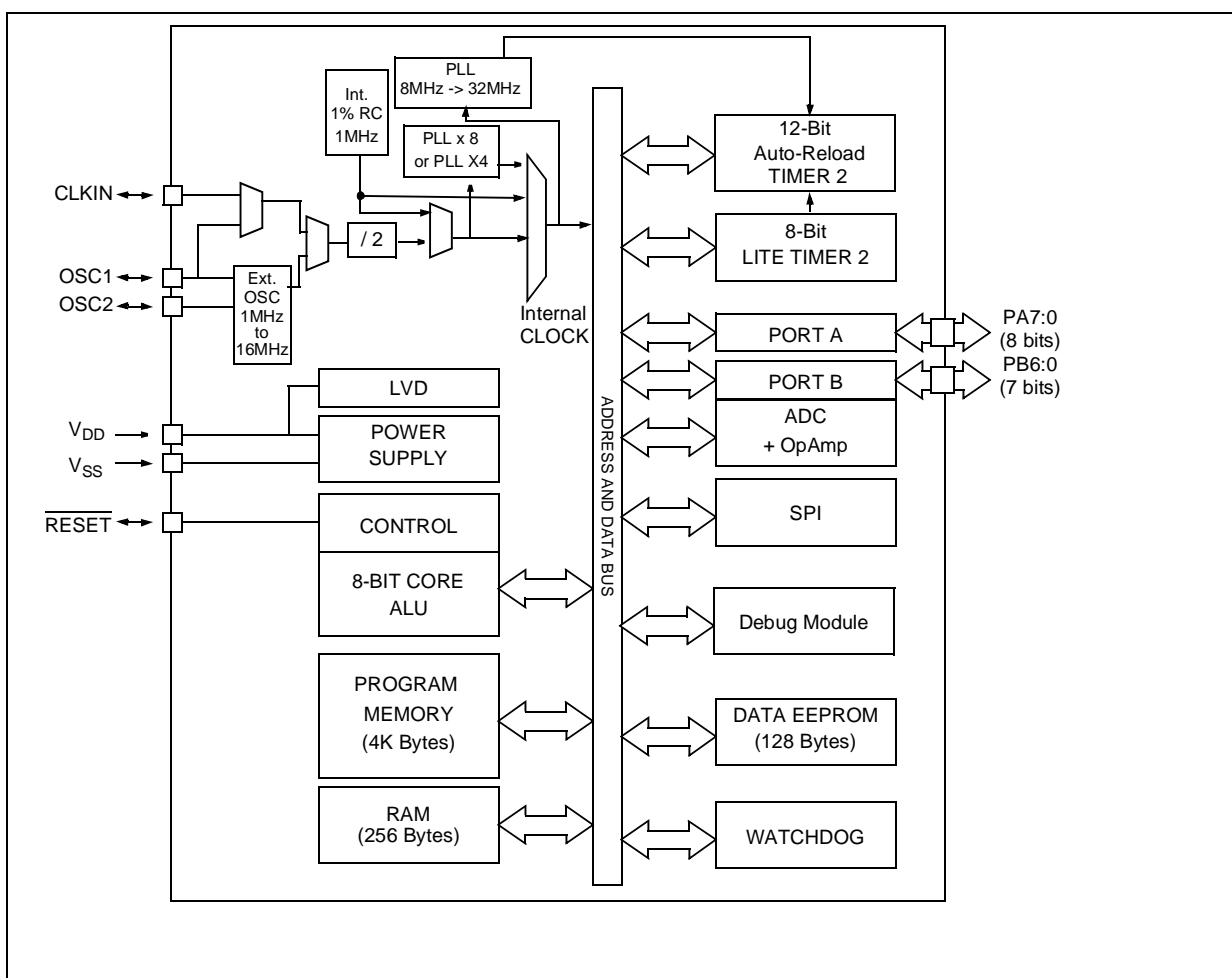 PLL
8MHz -> 32MHz
Int.
1% RC
1MHz
PLL x 8
or PLL X4
CLKIN
/ 2
OSC1
OSC2
Ext.
OSC
1MHz
to
16MHz
Internal
CLOCK
LVD
VDD
VSS
POWER
SUPPLY
RESET
CONTROL
8-BIT CORE
ALU
PROGRAM
MEMORY
(4K Bytes)
RAM
(256 Bytes)
ADDRESS AND DATA BUS
12-Bit
Auto-Reload
TIMER 2
8-Bit
LITE TIMER 2
PORT A
PA7:0
(8 bits)
PORT B
PB6:0
(7 bits)
ADC
+ OpAmp
SPI
Debug Module
DATA EEPROM
(128 Bytes)
WATCHDOG